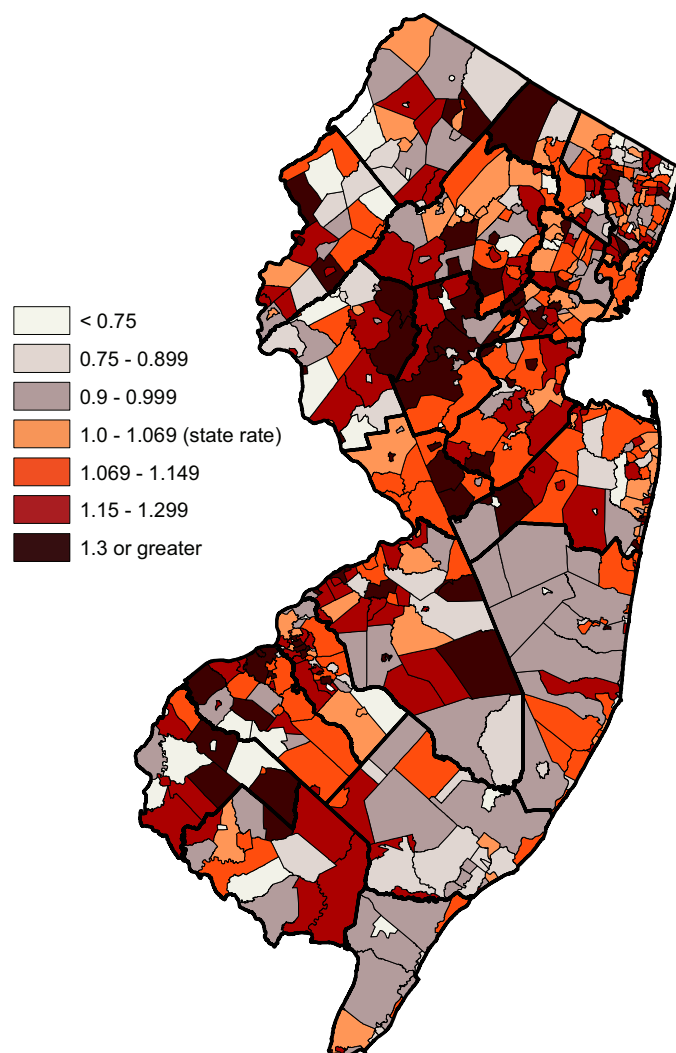 < 0.75
0.75 - 0.899
0.9 - 0.999
1.0 - 1.069 (state rate)
1.069 - 1.149
1.15 - 1.299
1.3 or greater